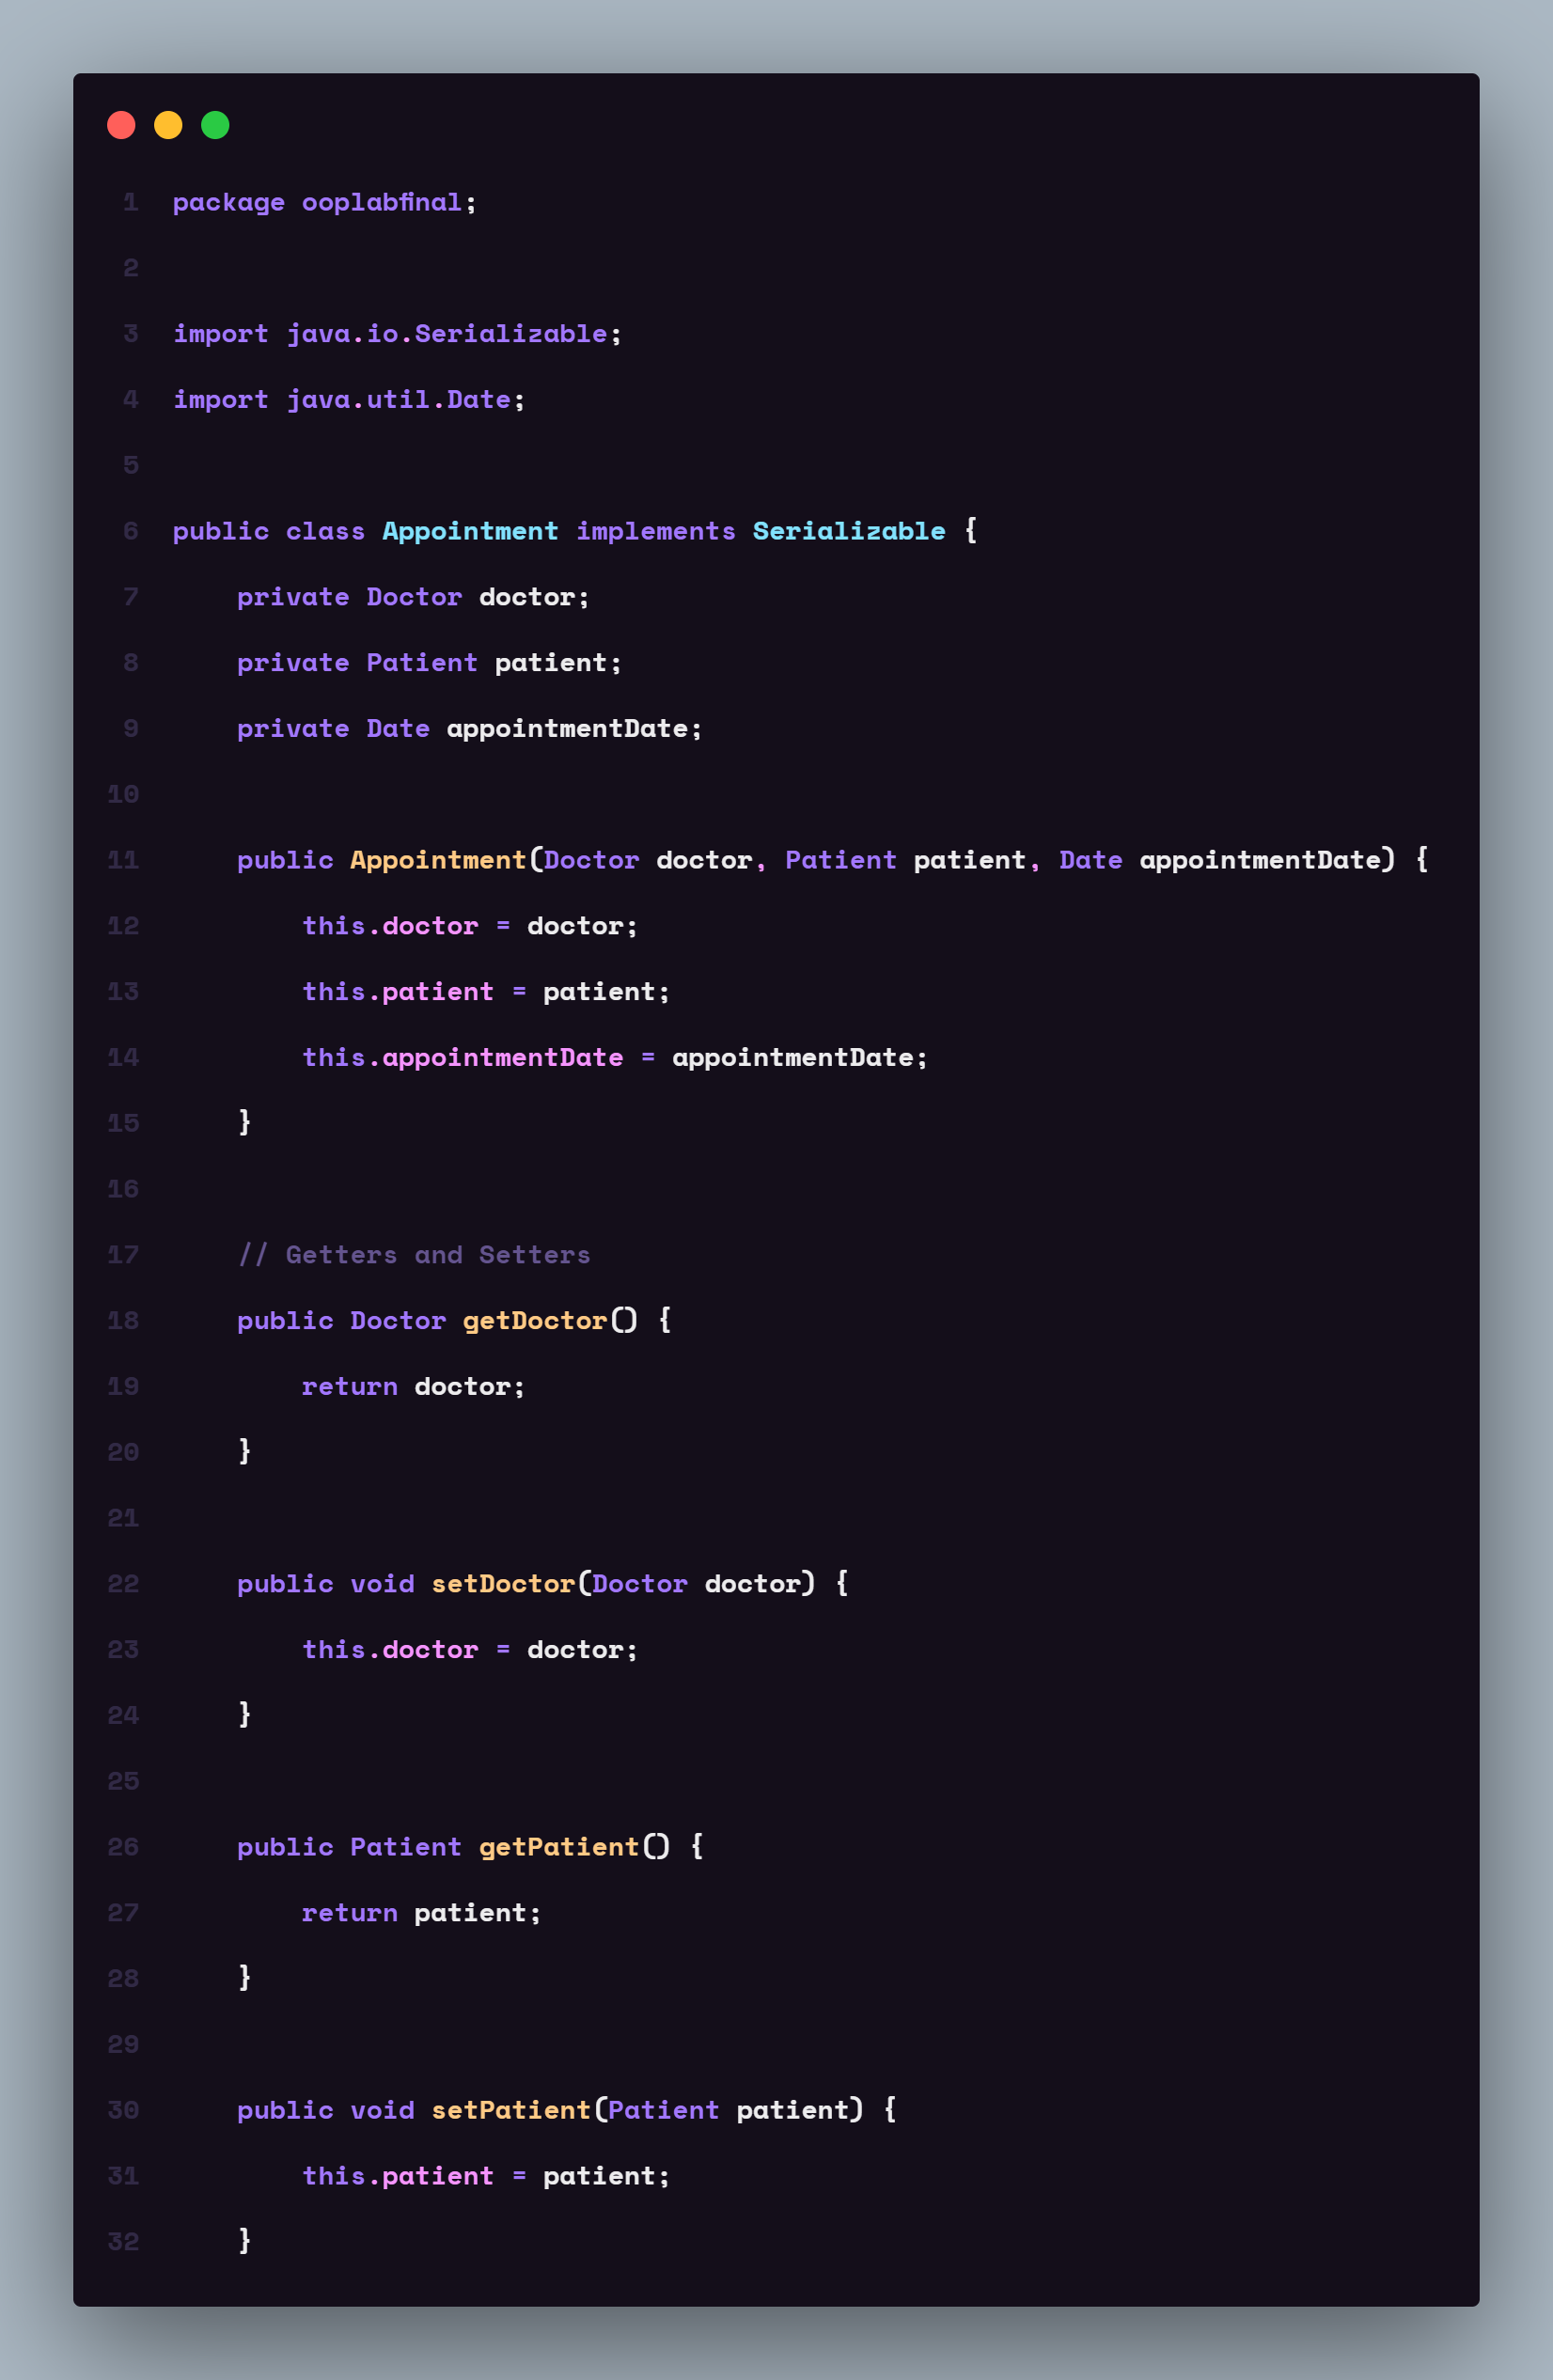 1 package ooplabfinal;
2
3 import java.io.Serializable;
4 import java.util.Date;
5
6 public class Appointment implements Serializable {
7     private Doctor doctor;
8     private Patient patient;
9     private Date appointmentDate;
10
11     public Appointment(Doctor doctor, Patient patient, Date appointmentDate) {
12         this.doctor = doctor;
13         this.patient = patient;
14         this.appointmentDate = appointmentDate;
15     }
16
17     // Getters and Setters
18     public Doctor getDoctor() {
19         return doctor;
20     }
21
22     public void setDoctor(Doctor doctor) {
23         this.doctor = doctor;
24     }
25
26     public Patient getPatient() {
27         return patient;
28     }
29
30     public void setPatient(Patient patient) {
31         this.patient = patient;
32     }